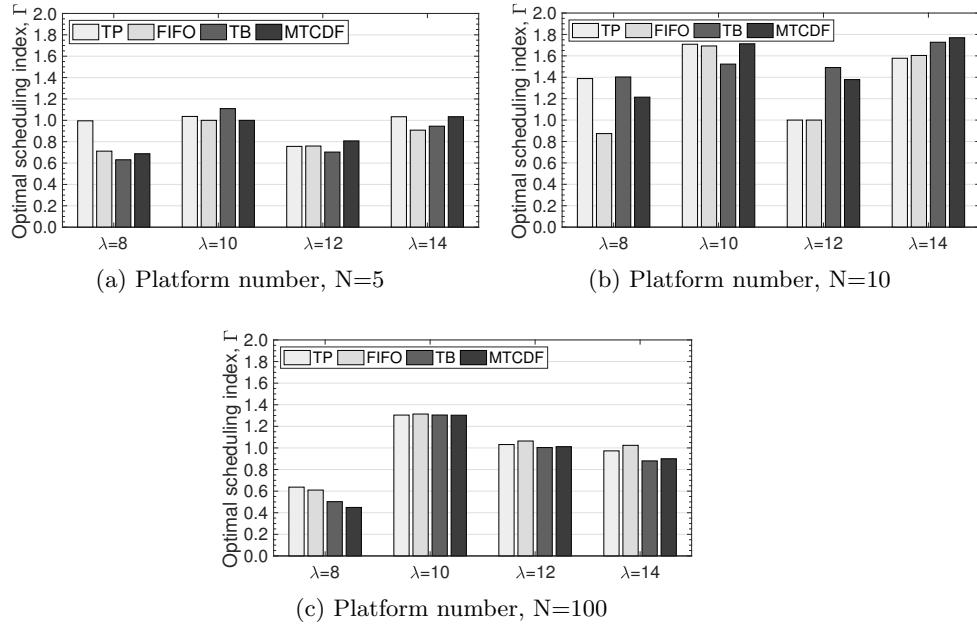 Optimal scheduling index, Γ
2.0
1.8
1.6
1.4
1.2
1.0
0.8
0.6
0.4
0.2
0.0
TP FIFO TB MTCDF
λ=8 λ=10 λ=12 λ=14
(a) Platform number, N=5
Optimal scheduling index, Γ
2.0
1.8
1.6
1.4
1.2
1.0
0.8
0.6
0.4
0.2
0.0
TP FIFO TB MTCDF
λ=8 λ=10 λ=12 λ=14
(b) Platform number, N=10
Optimal scheduling index, Γ
2.0
1.8
1.6
1.4
1.2
1.0
0.8
0.6
0.4
0.2
0.0
TP FIFO TB MTCDF
λ=8 λ=10 λ=12 λ=14
(c) Platform number, N=100